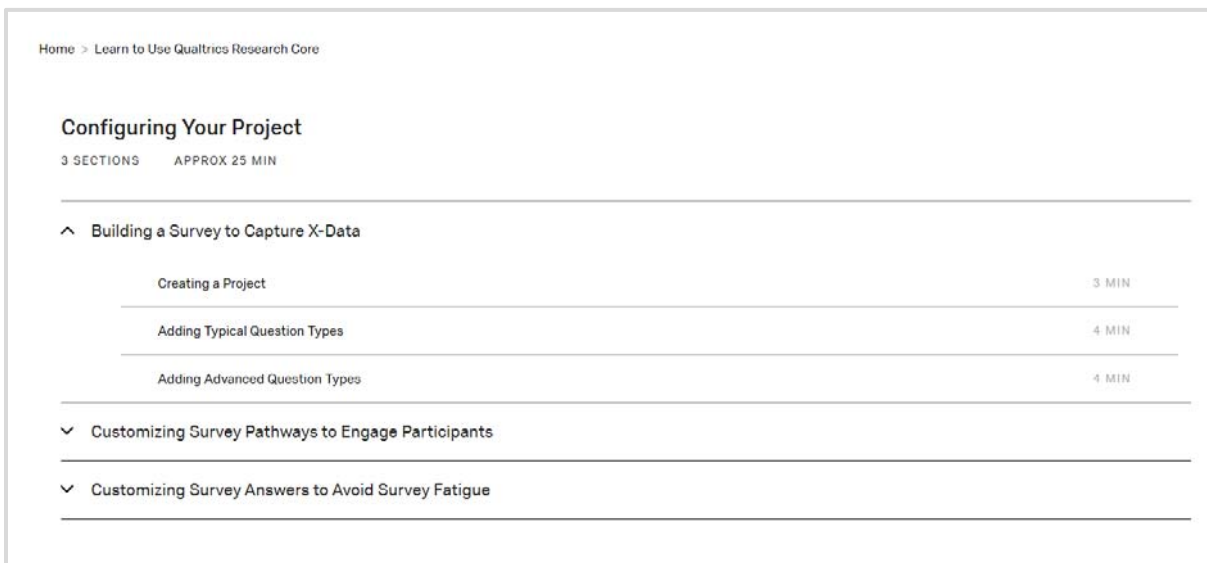 Home > Learn to Use Qualtrics Research Core
Configuring Your Project
3 SECTIONS APPROX 25 MIN
Building a Survey to Capture X-Data
Creating a Project 3 MIN
Adding Typical Question Types 4 MIN
Adding Advanced Question Types 4 MIN
Customizing Survey Pathways to Engage Participants
Customizing Survey Answers to Avoid Survey Fatigue